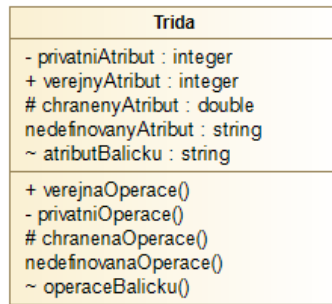 Trida
- privatniAtribut : integer
+ verejnyAtribut : integer
# chranenyAtribut : double
nedefinovanyAtribut : string
~ atributBalicku : string
+ verejnaOperace()
- privatniOperace()
# chranenaOperace()
nedefinovanaOperace()
~ operaceBalicku()